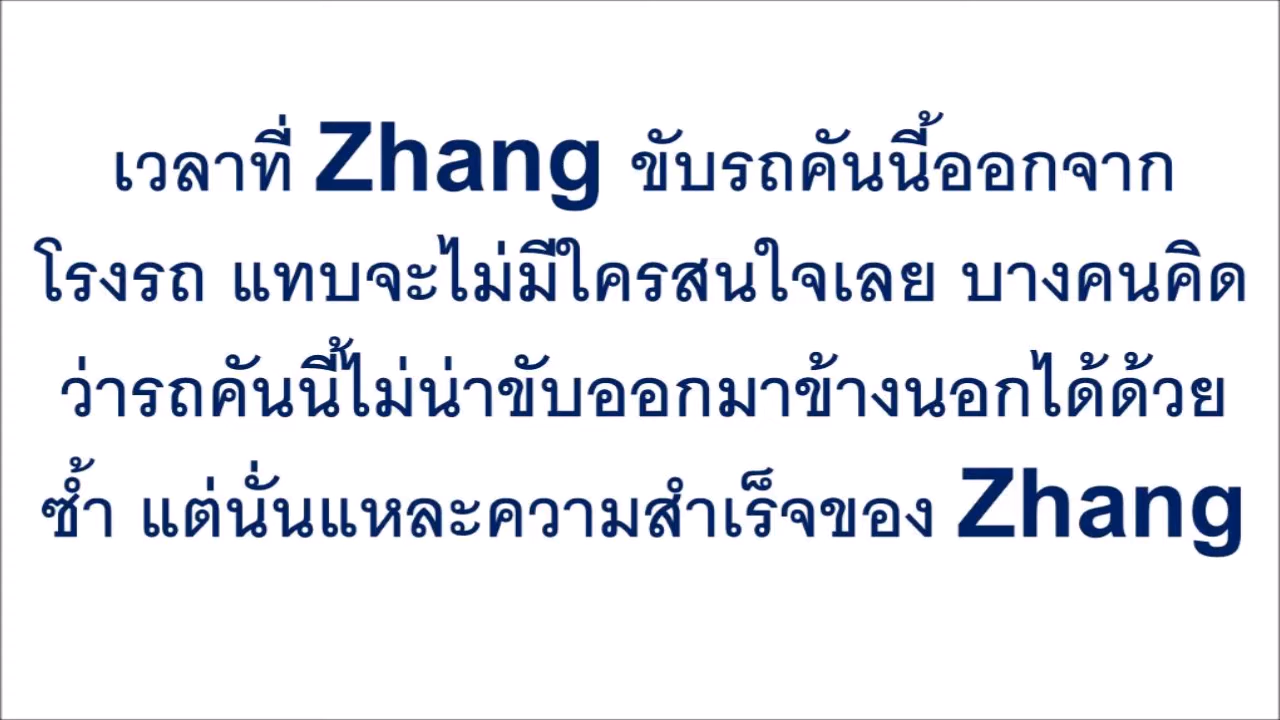 เวลาที่ Zhang ขับรถคันนี้ออกจาก
โรงรถ แทบจะไม่มีใครสนใจเลย บางคนคิด
ว่ารถคันนี้ไม่น่าขับออกมาข้างนอกได้ด้วย
ซ้ำ แต่นั่นแหละความสำเร็จของ Zhang